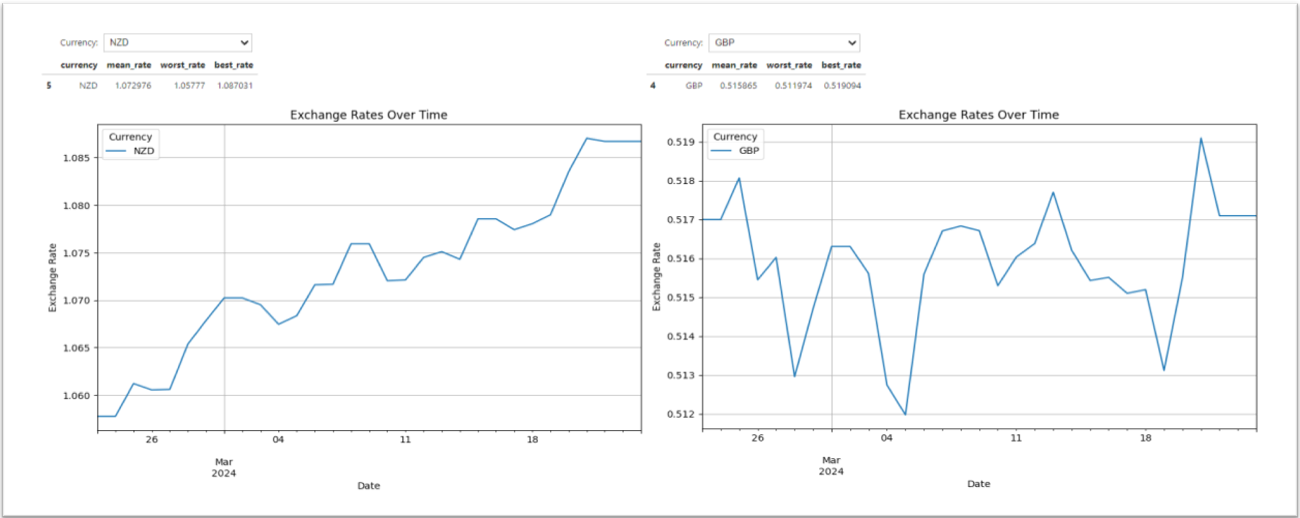 Currency: NZD
currency mean_rate worst_rate best_rate
5 NZD 1.072976 1.05777 1.087031
Exchange Rates Over Time
Currency
NZD
1.085
1.080
1.075
1.070
1.065
1.060
Exchange Rate
26 04 11 18
Mar
2024
Date
Currency: GBP
currency mean_rate worst_rate best_rate
4 GBP 0.515865 0.511974 0.519094
Exchange Rates Over Time
Currency
GBP
0.519
0.518
0.517
0.516
0.515
0.514
0.513
0.512
Exchange Rate
26 04 11 18
Mar
2024
Date